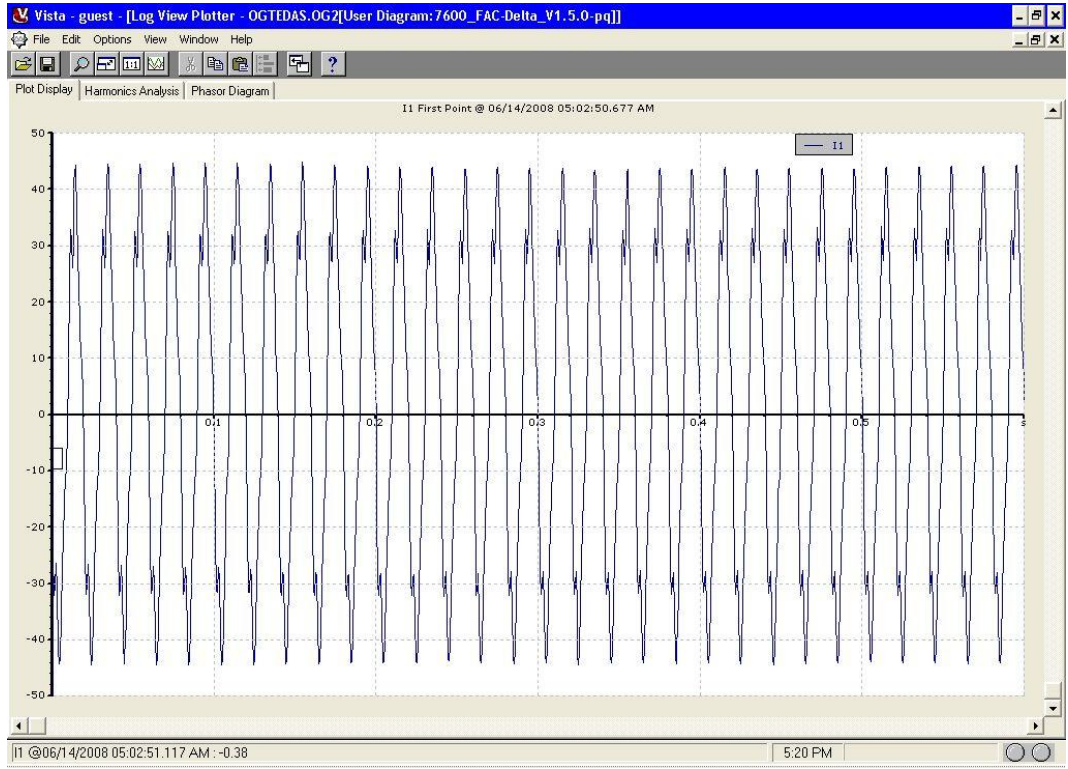 Vista - guest - [Log View Plotter - OGTEDAS.OG2[User Diagram:7600_FAC-Delta_V1.5.0-pq]]
File Edit Options View Window Help
1:1 ?
Plot Display Harmonics Analysis Phasor Diagram
I1 First Point @ 06/14/2008 05:02:50.677 AM
I1
50
40
30
20
10
0
0.1 0.2 0.3 0.4 0.5 s
-10
-20
-30
-40
-50
I1 @06/14/2008 05:02:51.117 AM : -0.38 5:20 PM